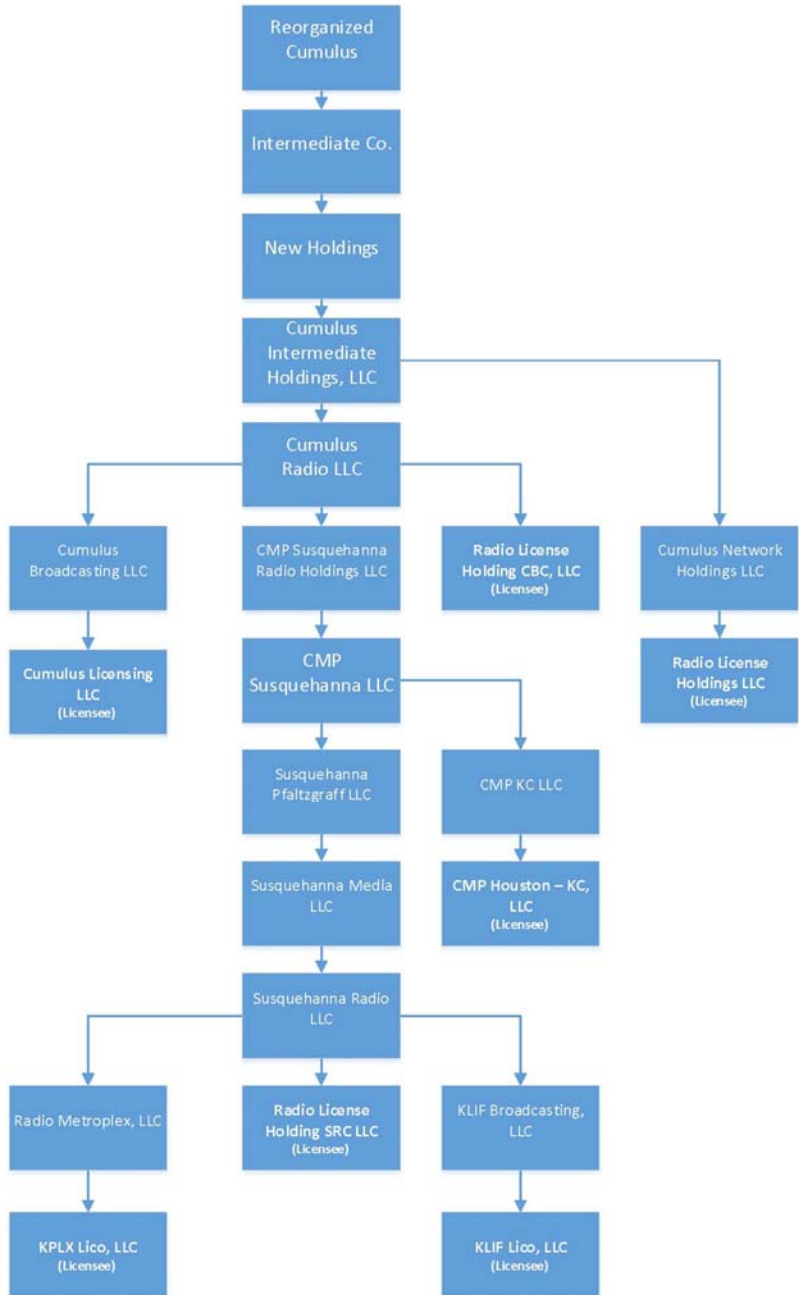 Reorganized
Cumulus
Intermediate Co.
New Holdings
Cumulus
Intermediate
Holdings, LLC
Cumulus
Radio LLC
Cumulus
Broadcasting LLC
CMP Susquehanna
Radio Holdings LLC
Radio License
Holding CBC, LLC
(Licensee)
Cumulus Network
Holdings LLC
Cumulus Licensing
LLC
(Licensee)
CMP
Susquehanna LLC
Radio License
Holdings LLC
(Licensee)
Susquehanna
Pfaltzgraff LLC
CMP KC LLC
Susquehanna Media
LLC
CMP Houston – KC,
LLC
(Licensee)
Susquehanna Radio
LLC
Radio Metroplex, LLC
Radio License
Holding SRC LLC
(Licensee)
KLIF Broadcasting,
LLC
KPLX Lico, LLC
(Licensee)
KLIF Lico, LLC
(Licensee)